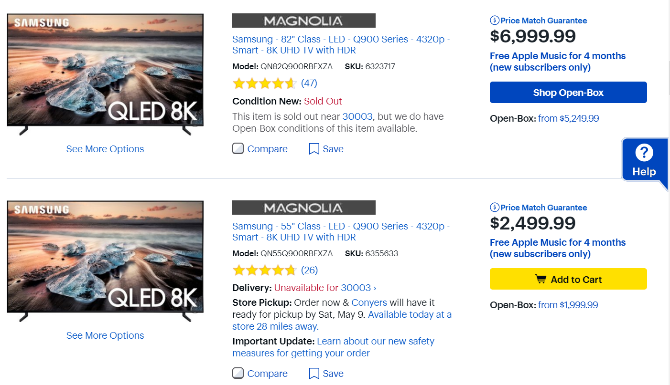 SAMSUNG
QLED 8K
See More Options
MAGNOLIA
Samsung - 82" Class - LED - Q900 Series - 4320p -
Smart - 8K UHD TV with HDR
Model: QN82Q900RBFXZA SKU: 6323717
(47)
Condition New: Sold Out
This item is sold out near 30003, but we do have
Open Box conditions of this item available.
Compare Save
Price Match Guarantee
$6,999.99
Free Apple Music for 4 months
(new subscribers only)
Shop Open-Box
Open-Box: from $5,249.99
? Help
SAMSUNG
QLED 8K
See More Options
MAGNOLIA
Samsung - 55" Class - LED - Q900 Series - 4320p -
Smart - 8K UHD TV with HDR
Model: QN55Q900RBFXZA SKU: 6355633
(26)
Delivery: Unavailable for 30003 ›
Store Pickup: Order now & Conyers will have it
ready for pickup by Sat, May 9. Available today at a
store 28 miles away.
Important Update: Learn about our new safety
measures for getting your order
Compare Save
Price Match Guarantee
$2,499.99
Free Apple Music for 4 months
(new subscribers only)
Add to Cart
Open-Box: from $1,999.99